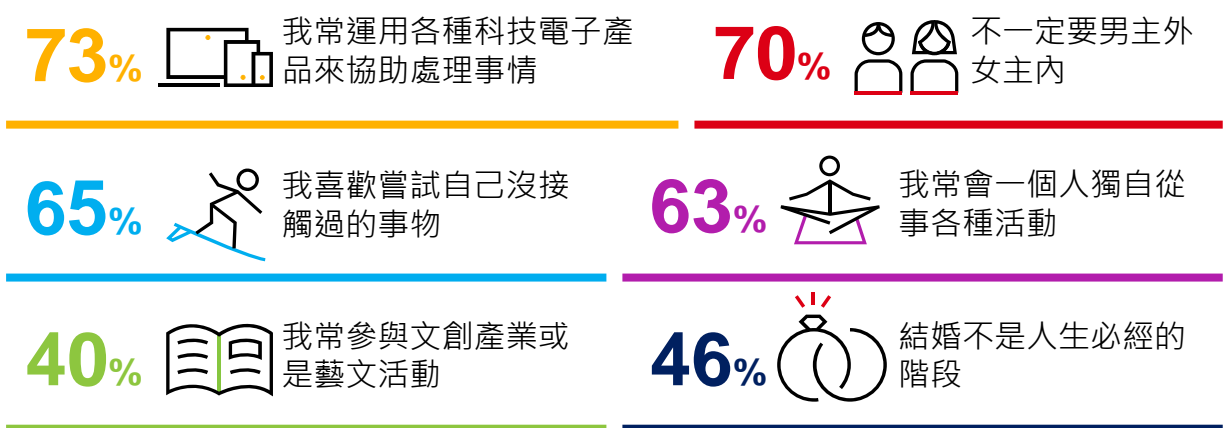 73%
我常運用各種科技電子產
品來協助處理事情
70%
不一定要男主外
女主內
65%
我喜歡嘗試自己沒接
觸過的事物
63%
我常會一個人獨自從
事各種活動
40%
我常參與文創產業或
是藝文活動
46%
結婚不是人生必經的
階段